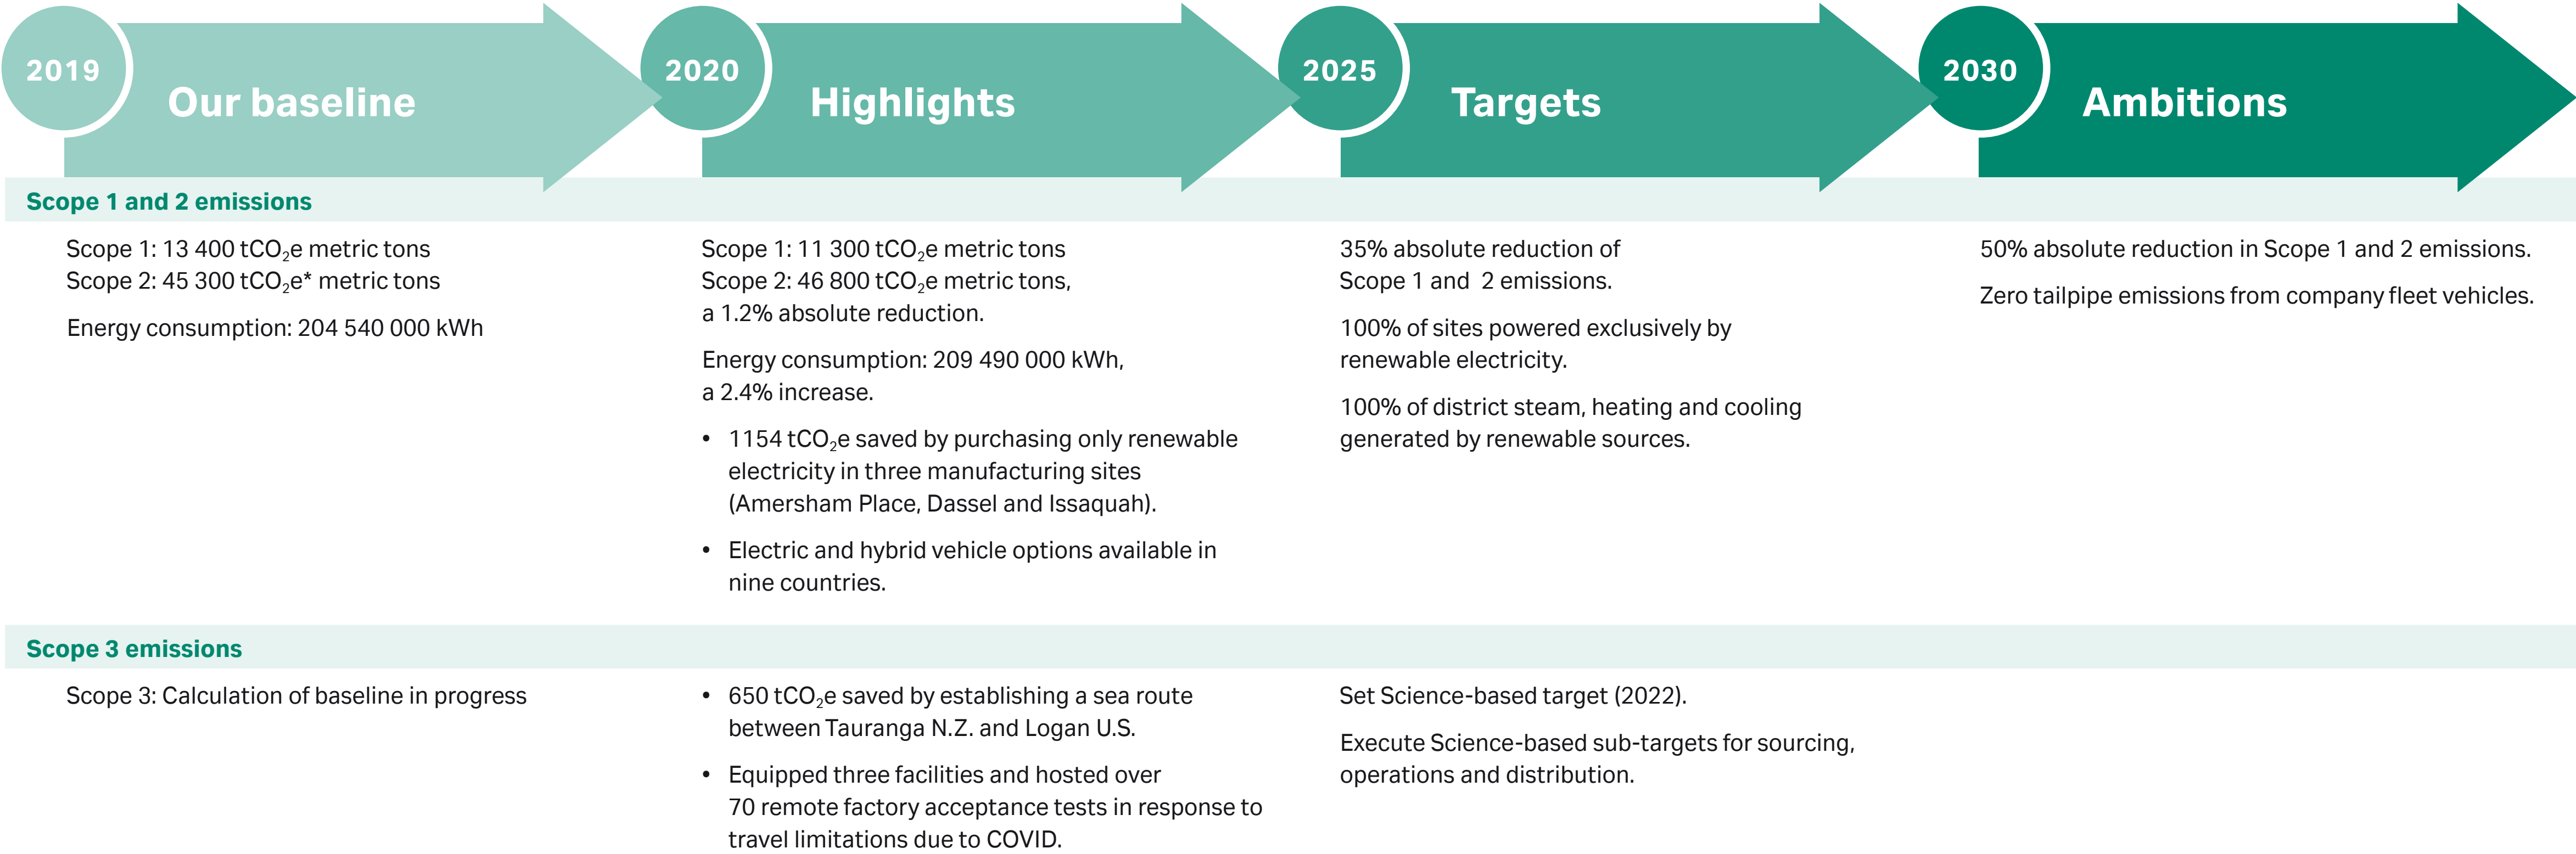 2019
Our baseline
2020
Highlights
2025
Targets
2030
Ambitions
Scope 1 and 2 emissions
Scope 1: 13 400 tCO₂e metric tons
Scope 2: 45 300 tCO₂e* metric tons
Energy consumption: 204 540 000 kWh
Scope 1: 11 300 tCO₂e metric tons
Scope 2: 46 800 tCO₂e metric tons,
a 1.2% absolute reduction.
Energy consumption: 209 490 000 kWh,
a 2.4% increase.
• 1154 tCO₂e saved by purchasing only renewable
electricity in three manufacturing sites
(Amersham Place, Dassel and Issaquah).
• Electric and hybrid vehicle options available in
nine countries.
35% absolute reduction of
Scope 1 and 2 emissions.
100% of sites powered exclusively by
renewable electricity.
100% of district steam, heating and cooling
generated by renewable sources.
50% absolute reduction in Scope 1 and 2 emissions.
Zero tailpipe emissions from company fleet vehicles.
Scope 3 emissions
Scope 3: Calculation of baseline in progress
• 650 tCO₂e saved by establishing a sea route
between Tauranga N.Z. and Logan U.S.
• Equipped three facilities and hosted over
70 remote factory acceptance tests in response to
travel limitations due to COVID.
Set Science-based target (2022).
Execute Science-based sub-targets for sourcing,
operations and distribution.